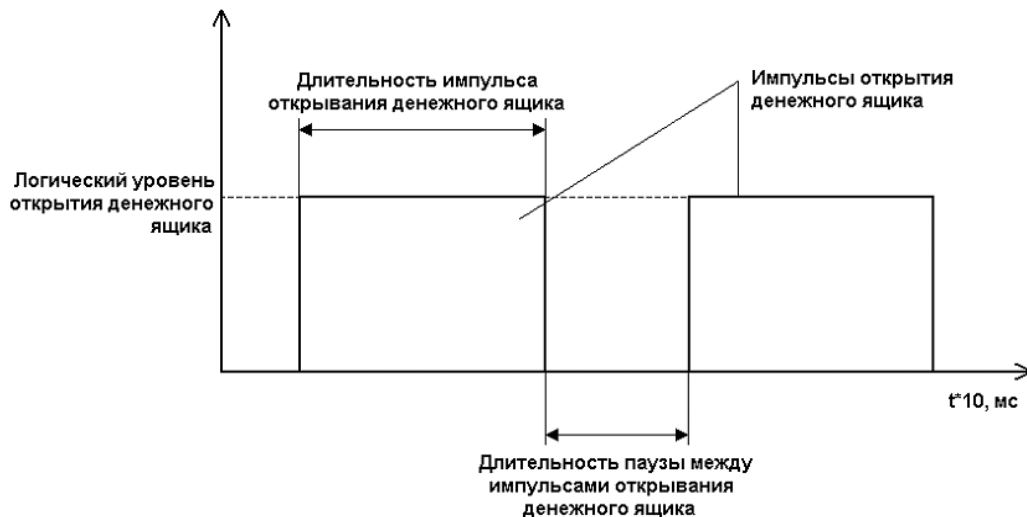 Длительность импульса
открывания денежного ящика
Импульсы открытия
денежного ящика
Логический уровень
открытия денежного
ящика
t*10, мс
Длительность паузы между
импульсами открывания
денежного ящика